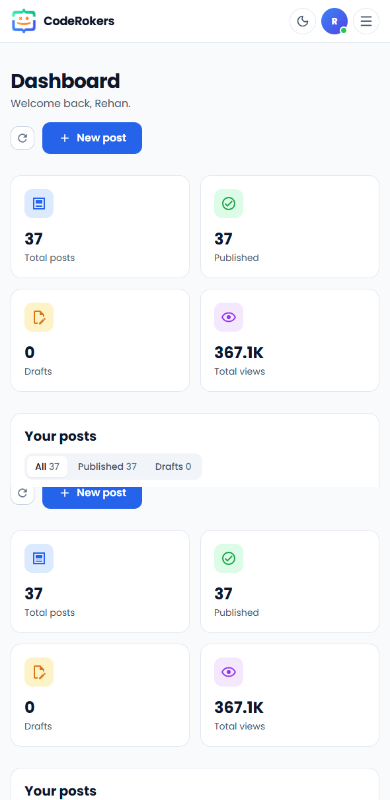 CodeRokers
R
Dashboard
Welcome back, Rehan.
New post
37
Total posts
37
Published
0
Drafts
367.1K
Total views
Your posts
All 37 Published 37 Drafts 0
New post
37
Total posts
37
Published
0
Drafts
367.1K
Total views
Your posts